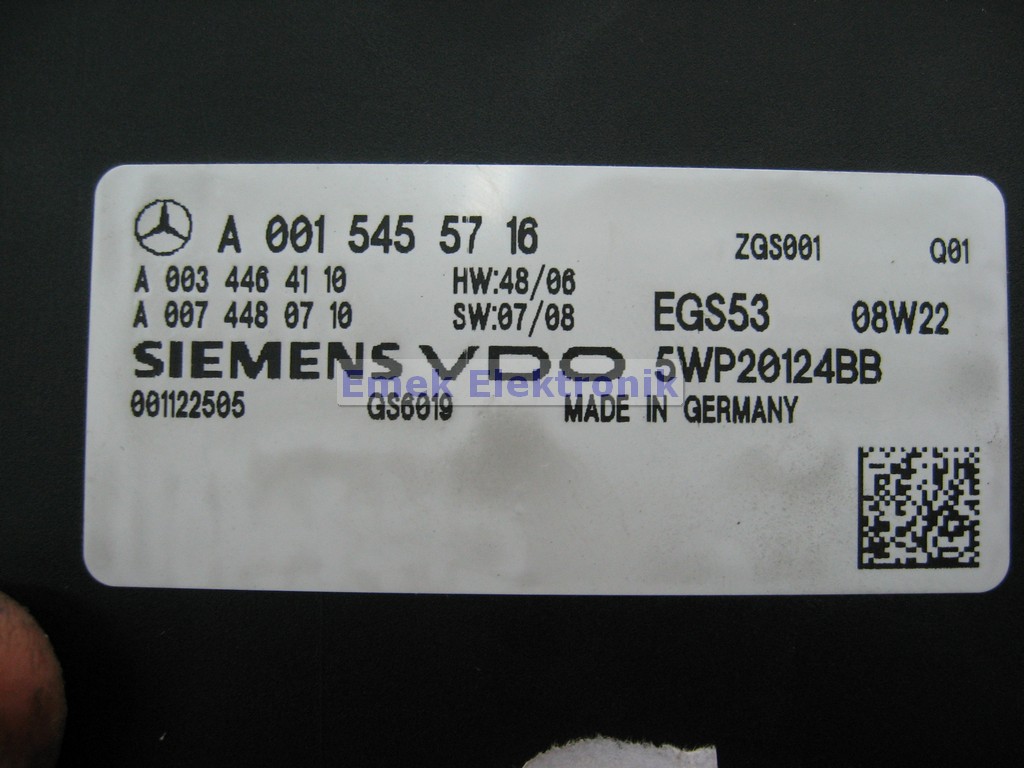 A 001 545 57 16 ZGS001 Q01
A 003 446 41 10 HW:48/06
A 007 448 07 10 SW:07/08 EGS53 08W22
SIEMENS VDO 5WP20124BB
Emek Elektronik
001122505 GS6019 MADE IN GERMANY